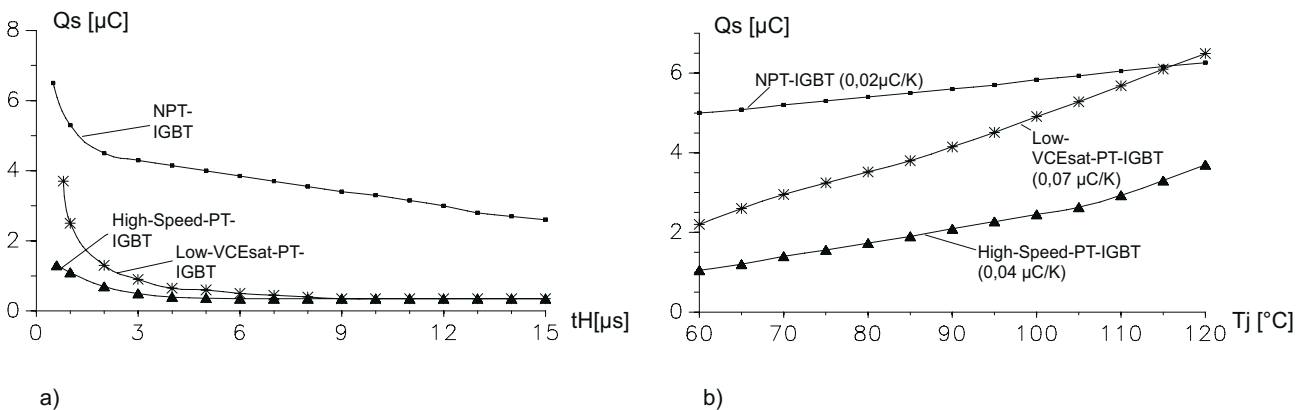 Qs [µC]
8
6
4
2
0
NPT-
IGBT
High-Speed-PT-
IGBT
Low-VCEsat-PT-
IGBT
0
3
6
9
12
15
tH[µs]
a)
Qs [µC]
6
4
2
0
NPT-IGBT (0,02µC/K)
Low-
VCEsat-PT-IGBT
(0,07 µC/K)
High-Speed-PT-IGBT
(0,04 µC/K)
60
70
80
90
100
110
120
Tj [°C]
b)